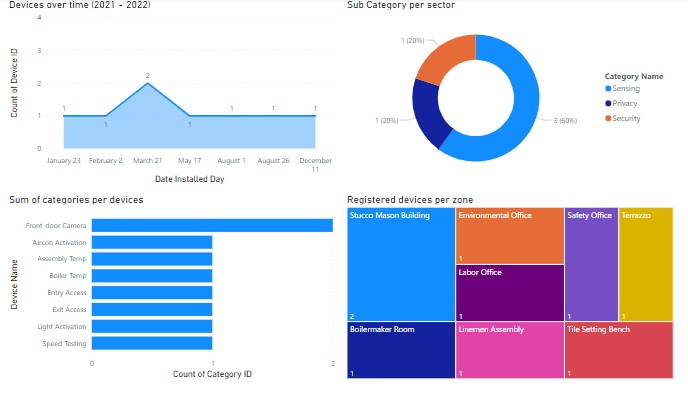 Devices over time (2021 - 2022)
Count of Device ID
4
3
2
1
0
1
1
2
1
1
1
1
January 23
February 2
March 21
May 17
August 1
August 26
December
11
Date Installed Day
Sub Category per sector
1 (20%)
1 (20%)
3 (60%)
Category Name
Sensing
Privacy
Security
Sum of categories per devices
Device Name
Front-door Camera
Aircon Activation
Assembly Temp
Boiler Temp
Entry Access
Exit Access
Light Activation
Speed Testing
0
1
2
Count of Category ID
Registered devices per zone
Stucco Mason Building
2
Environmental Office
1
Labor Office
1
Safety Office
1
Terrazzo
1
Boilermaker Room
1
Linemen Assembly
1
Tile Setting Bench
1